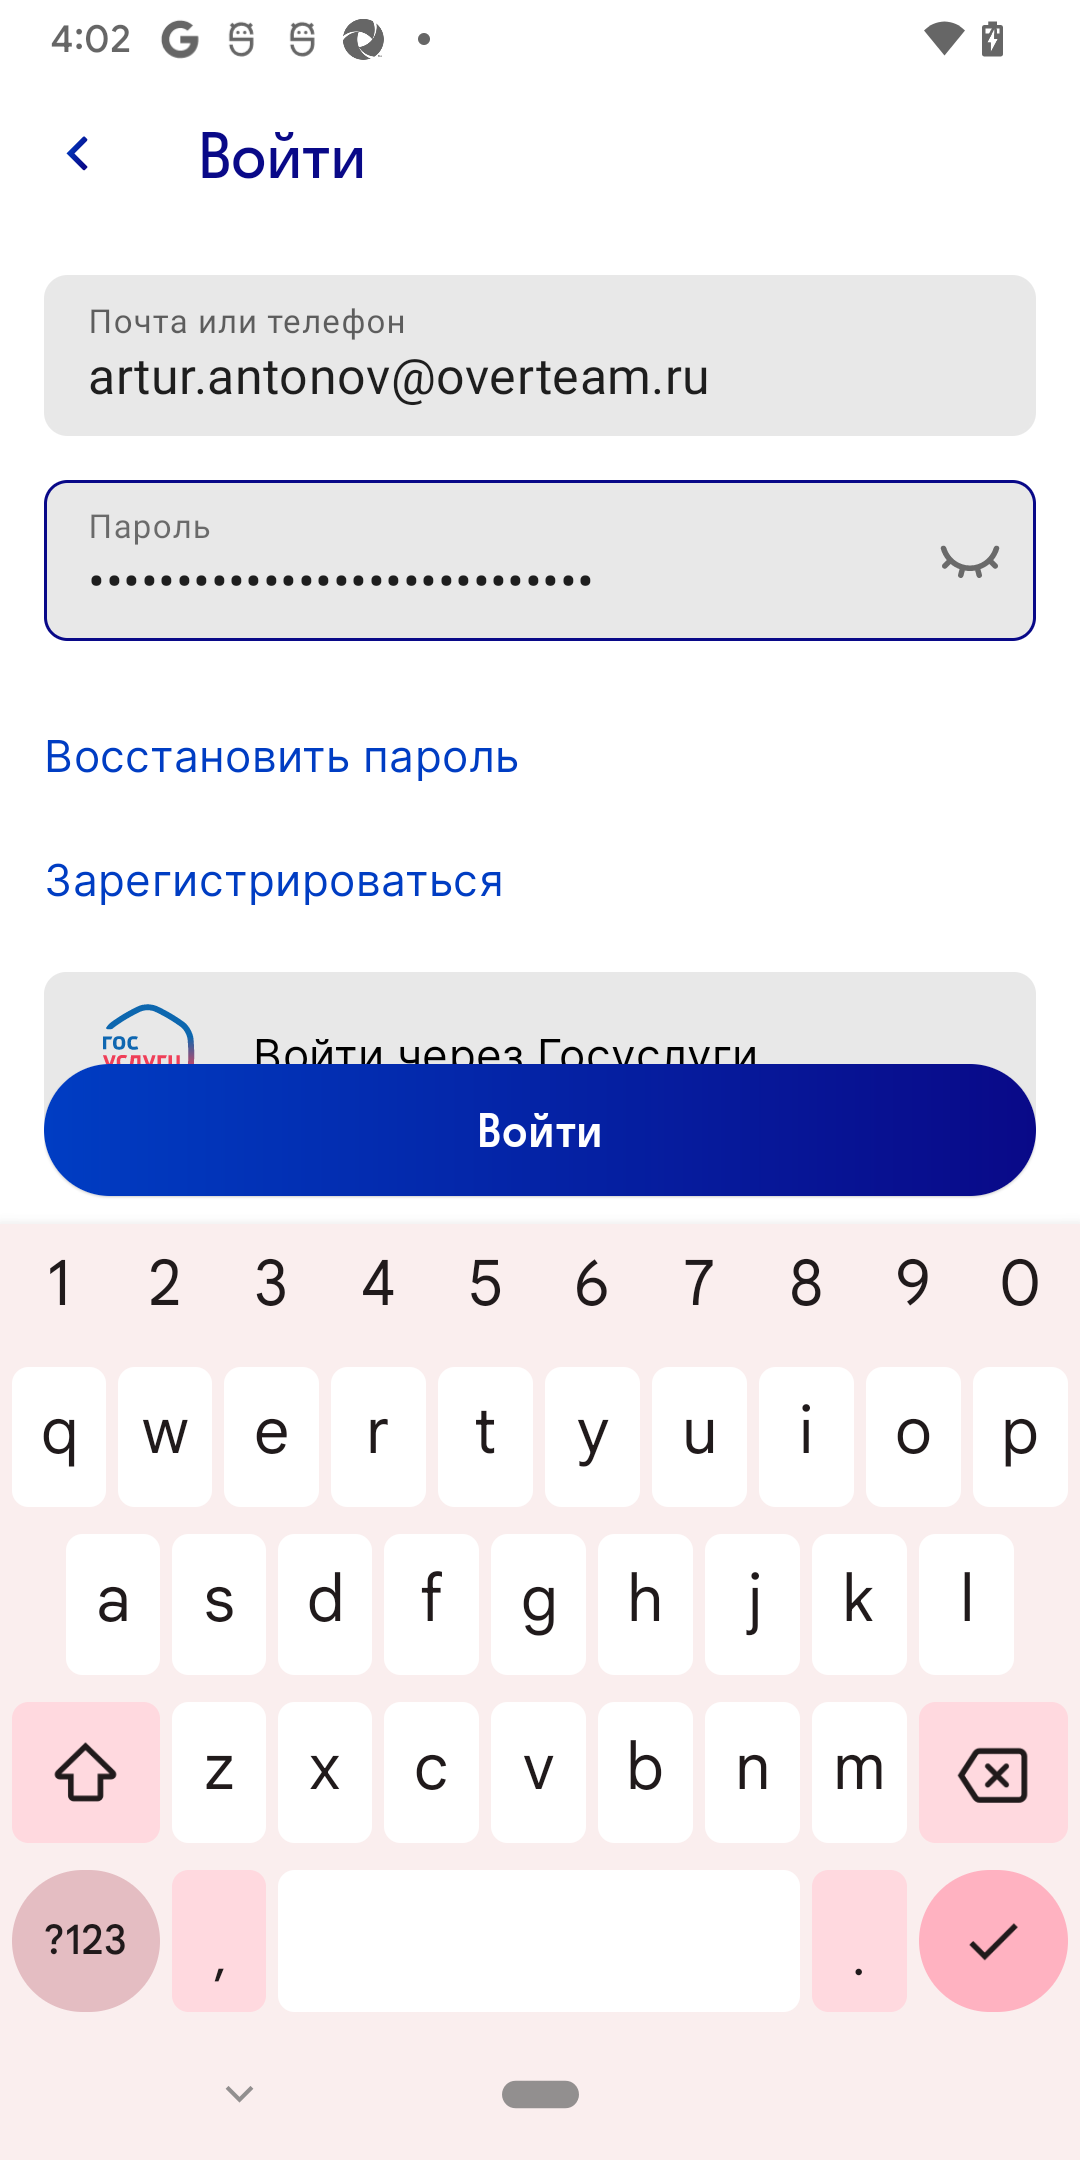 4:02
Войти
Почта или телефон
artur.antonov@overteam.ru
Пароль
•••••••••••••••••••••••••••••
Восстановить пароль
Зарегистрироваться
гос
услуги
Войти через Госуслуги
Войти
1 2 3 4 5 6 7 8 9 0
q w e r t y u i o p
a s d f g h j k l
z x c v b n m
?123 , .